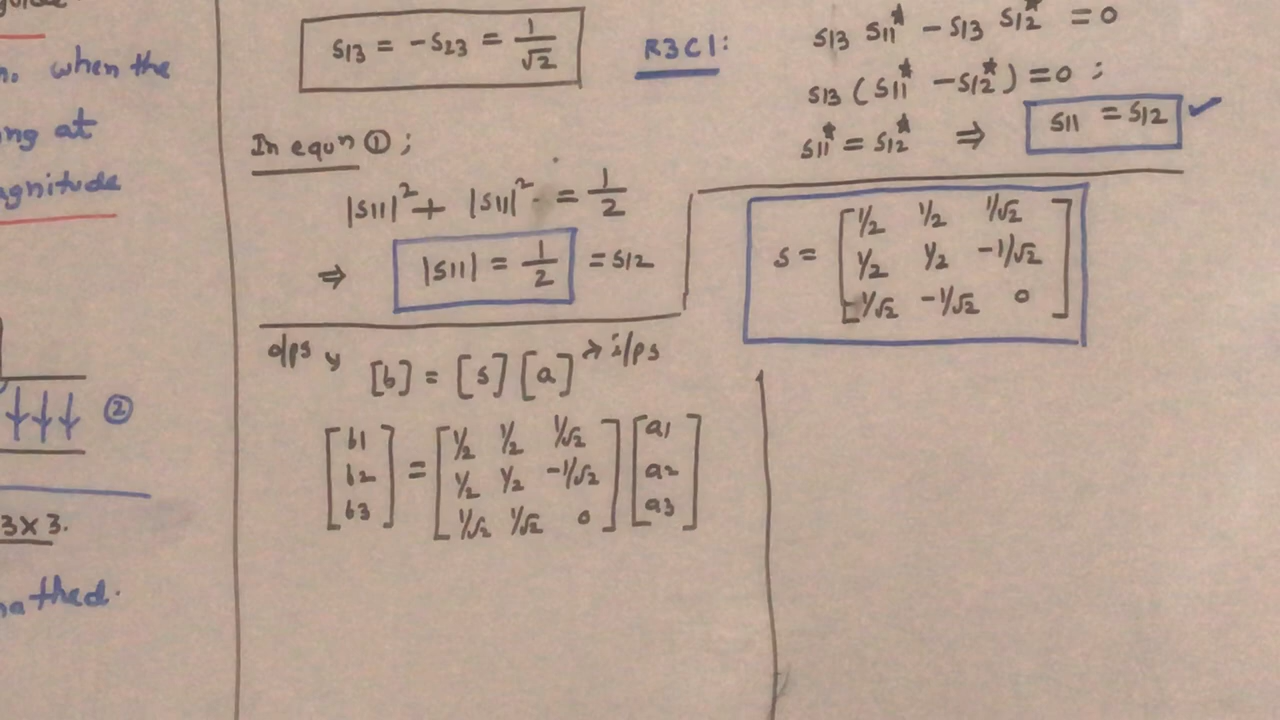 n. when the
ng at
agnitude
②
3×3.
thed.
S13 = -S23 = 1/√2
In equn ①;
|S11|² + |S11|² = 1/2
⇒ |S11| = 1/2 = S12
o/ps
[b] = [S] [a] → i/ps
[b1 b2 b3] = [1/2 1/2 1/√2
1/2 1/2 -1/√2
1/√2 1/√2 0] [a1 a2 a3]
R3C1:
S13 S11* - S13 S12* = 0
S13 (S11* - S12*) = 0 ;
S11* = S12* ⇒ S11 = S12 ✓
S = [1/2 1/2 1/√2
1/2 1/2 -1/√2
1/√2 -1/√2 0]